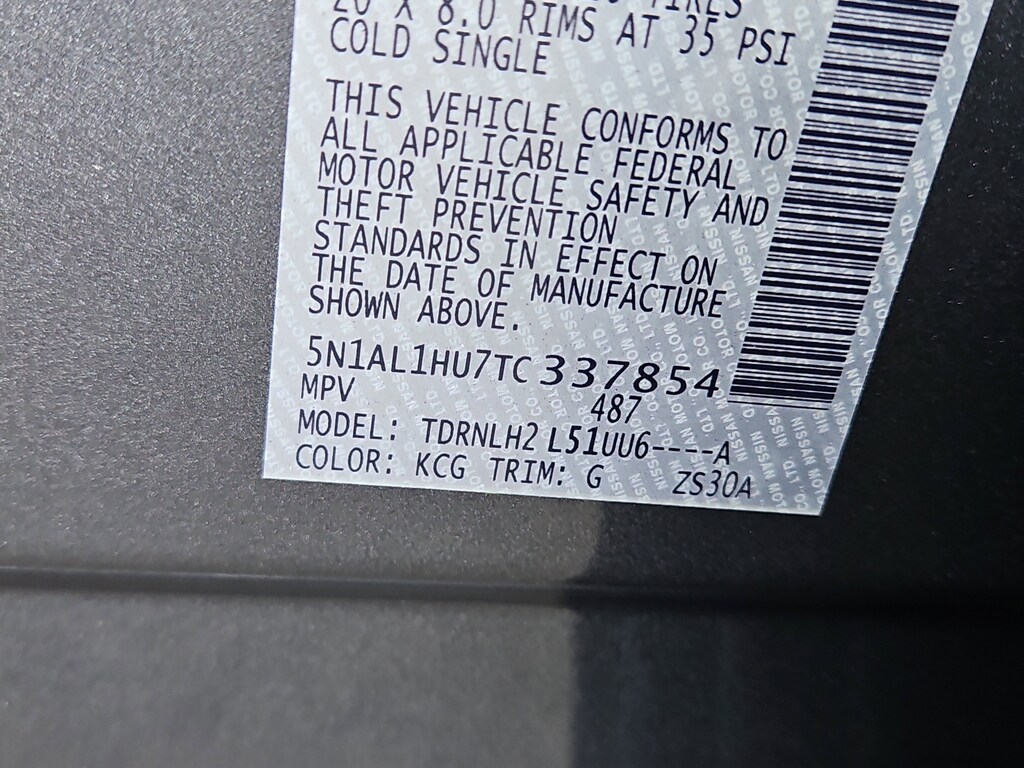 20 X 8.0 RIMS AT 35 PSI
COLD SINGLE
THIS VEHICLE CONFORMS TO
ALL APPLICABLE FEDERAL
MOTOR VEHICLE SAFETY AND
THEFT PREVENTION
STANDARDS IN EFFECT ON
THE DATE OF MANUFACTURE
SHOWN ABOVE.
5N1AL1HU7TC337854
MPV 487
MODEL: TDRNLH2 L51UU6----A
COLOR: KCG TRIM: G ZS30A